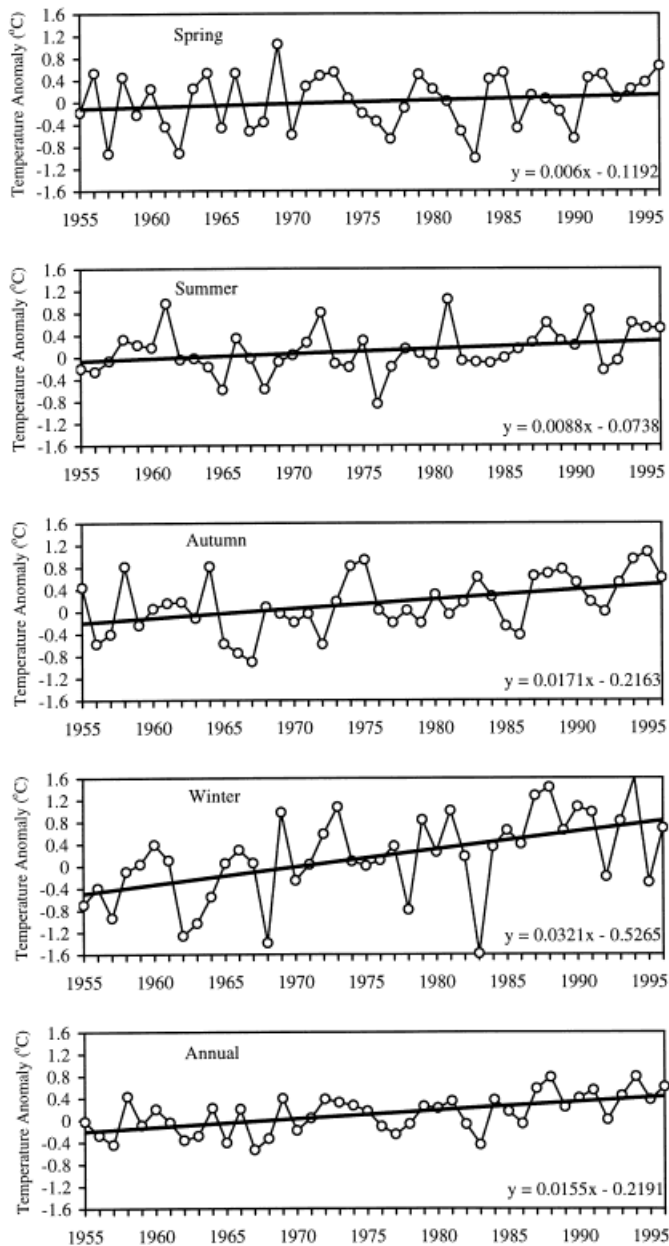 Temperature Anomaly (°C)
Spring
1.6
1.2
0.8
0.4
0
-0.4
-0.8
-1.2
-1.6
y = 0.006x - 0.1192
1955 1960 1965 1970 1975 1980 1985 1990 1995
Temperature Anomaly (°C)
Summer
1.6
1.2
0.8
0.4
0
-0.4
-0.8
-1.2
-1.6
y = 0.0088x - 0.0738
1955 1960 1965 1970 1975 1980 1985 1990 1995
Temperature Anomaly (°C)
Autumn
1.6
1.2
0.8
0.4
0
-0.4
-0.8
-1.2
-1.6
y = 0.0171x - 0.2163
1955 1960 1965 1970 1975 1980 1985 1990 1995
Temperature Anomaly (°C)
Winter
1.6
1.2
0.8
0.4
0
-0.4
-0.8
-1.2
-1.6
y = 0.0321x - 0.5265
1955 1960 1965 1970 1975 1980 1985 1990 1995
Temperature Anomaly (°C)
Annual
1.6
1.2
0.8
0.4
0
-0.4
-0.8
-1.2
-1.6
y = 0.0155x - 0.2191
1955 1960 1965 1970 1975 1980 1985 1990 1995